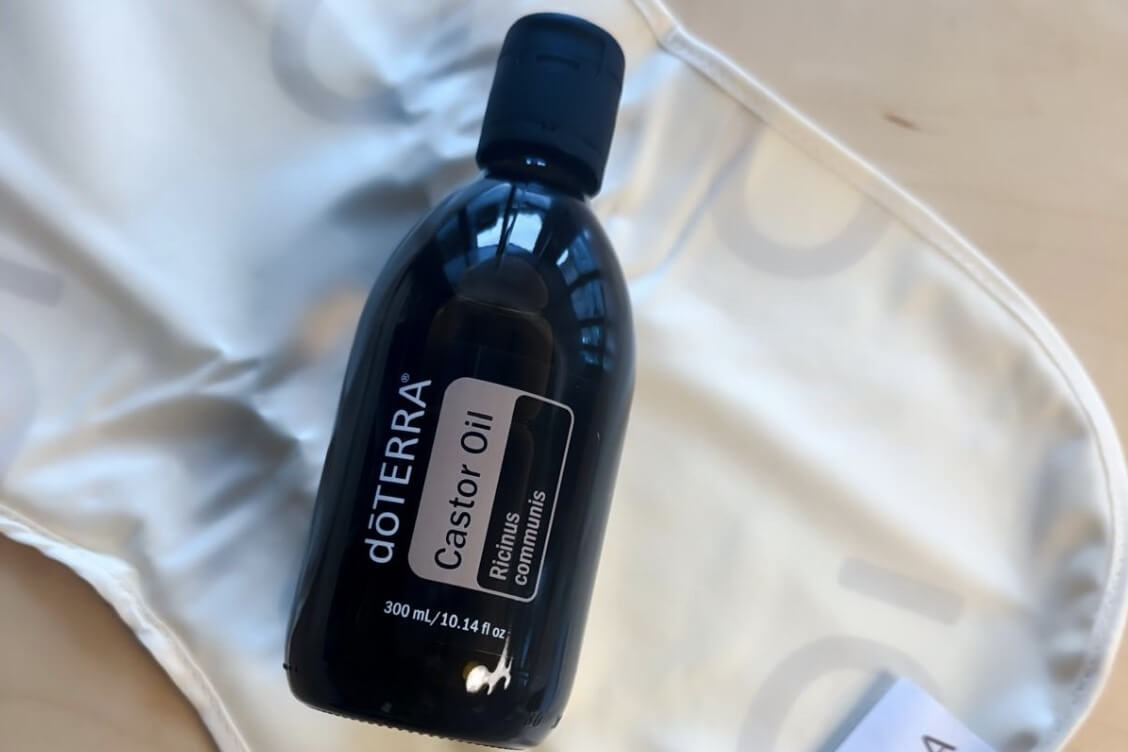 dōTERRA®
Castor Oil
Ricinus
communis
300 mL/10.14 fl oz
A